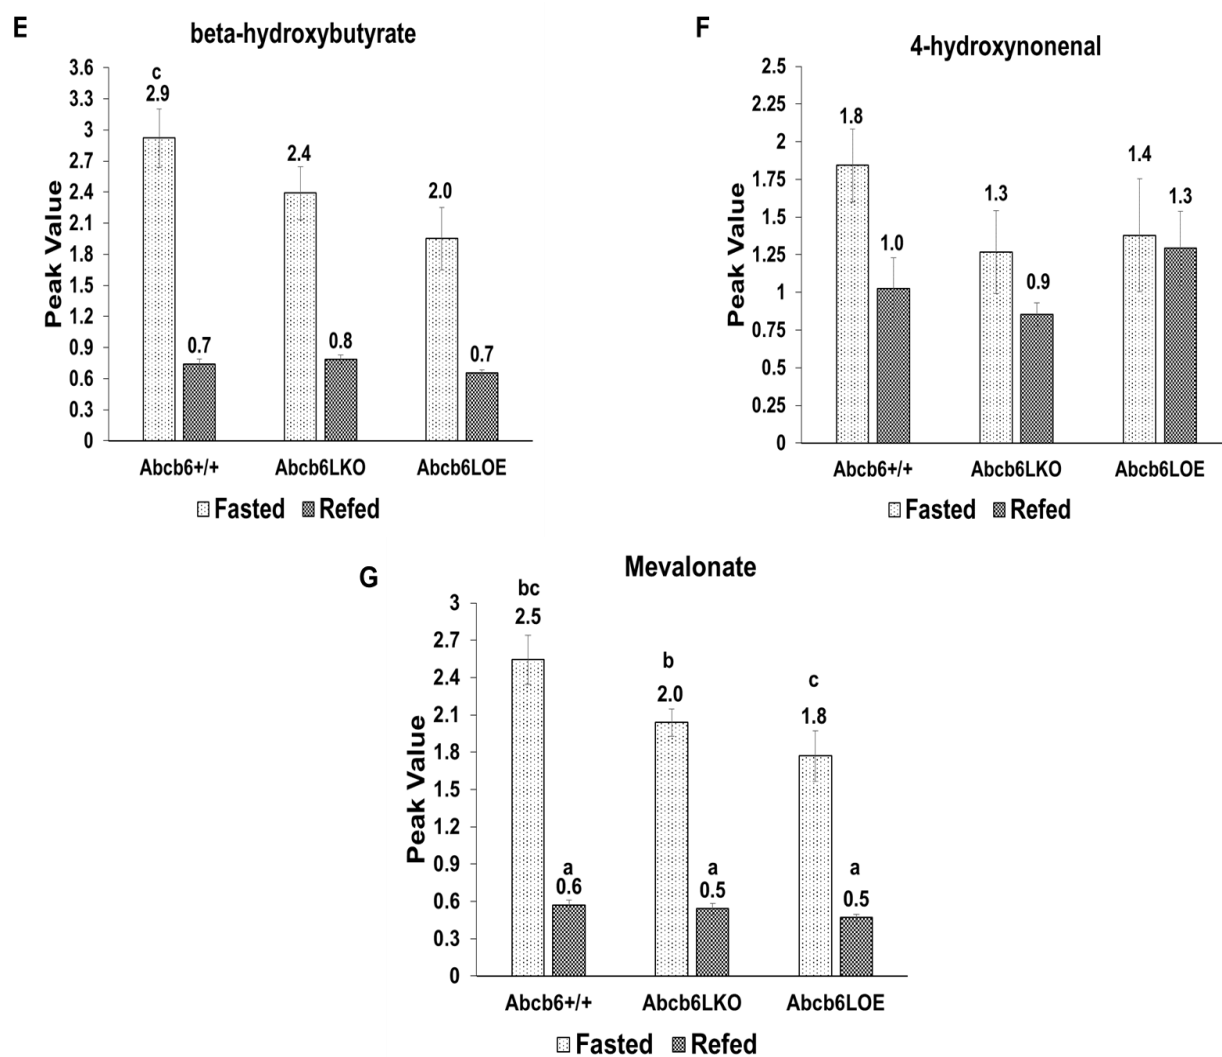 E
beta-hydroxybutyrate
3.6
3.3
3
2.7
2.4
2.1
1.8
1.5
1.2
0.9
0.6
0.3
0
Peak Value
c
2.9
0.7
2.4
0.8
2.0
0.7
Abcb6+/+ Abcb6LKO Abcb6LOE
Fasted Refed
F
4-hydroxynonenal
2.5
2.25
2
1.75
1.5
1.25
1
0.75
0.5
0.25
0
Peak Value
1.8
1.0
1.3
0.9
1.4
1.3
Abcb6+/+ Abcb6LKO Abcb6LOE
Fasted Refed
G
Mevalonate
3
2.7
2.4
2.1
1.8
1.5
1.2
0.9
0.6
0.3
0
Peak Value
bc
2.5
a
0.6
b
2.0
a
0.5
c
1.8
a
0.5
Abcb6+/+ Abcb6LKO Abcb6LOE
Fasted Refed